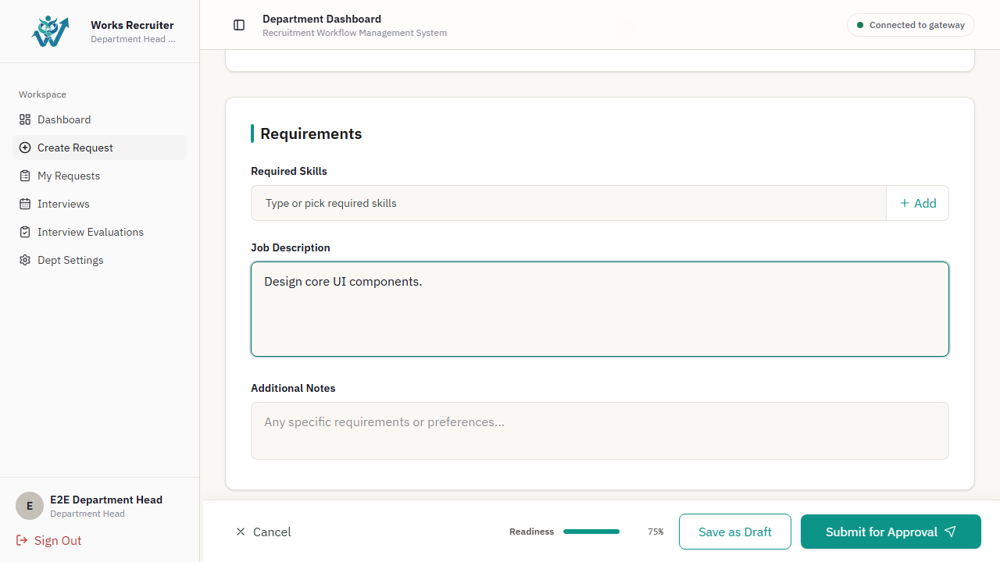 Works Recruiter
Department Head ...
Workspace
Dashboard
Create Request
My Requests
Interviews
Interview Evaluations
Dept Settings
E
E2E Department Head
Department Head
Sign Out
Department Dashboard
Recruitment Workflow Management System
Connected to gateway
Requirements
Required Skills
Type or pick required skills
+ Add
Job Description
Design core UI components.
Additional Notes
Any specific requirements or preferences...
Cancel
Readiness
75%
Save as Draft
Submit for Approval